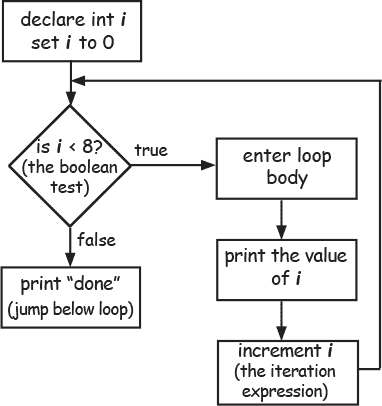 declare int i
set i to 0
is i < 8?
(the boolean
test)
true
enter loop
body
false
print the value
of i
print "done"
(jump below loop)
increment i
(the iteration
expression)